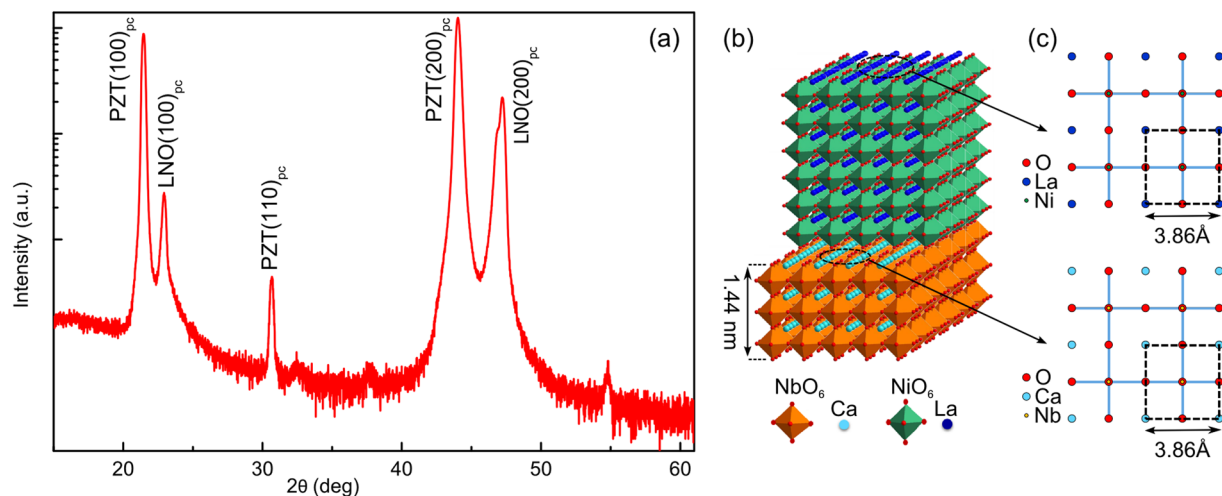 (a)
PZT(100)pc
LNO(100)pc
PZT(110)pc
PZT(200)pc
LNO(200)pc
Intensity (a.u.)
20
30
40
50
60
2θ (deg)
(b)
1.44 nm
NbO6
Ca
NiO6
La
(c)
O
La
Ni
3.86Å
O
Ca
Nb
3.86Å